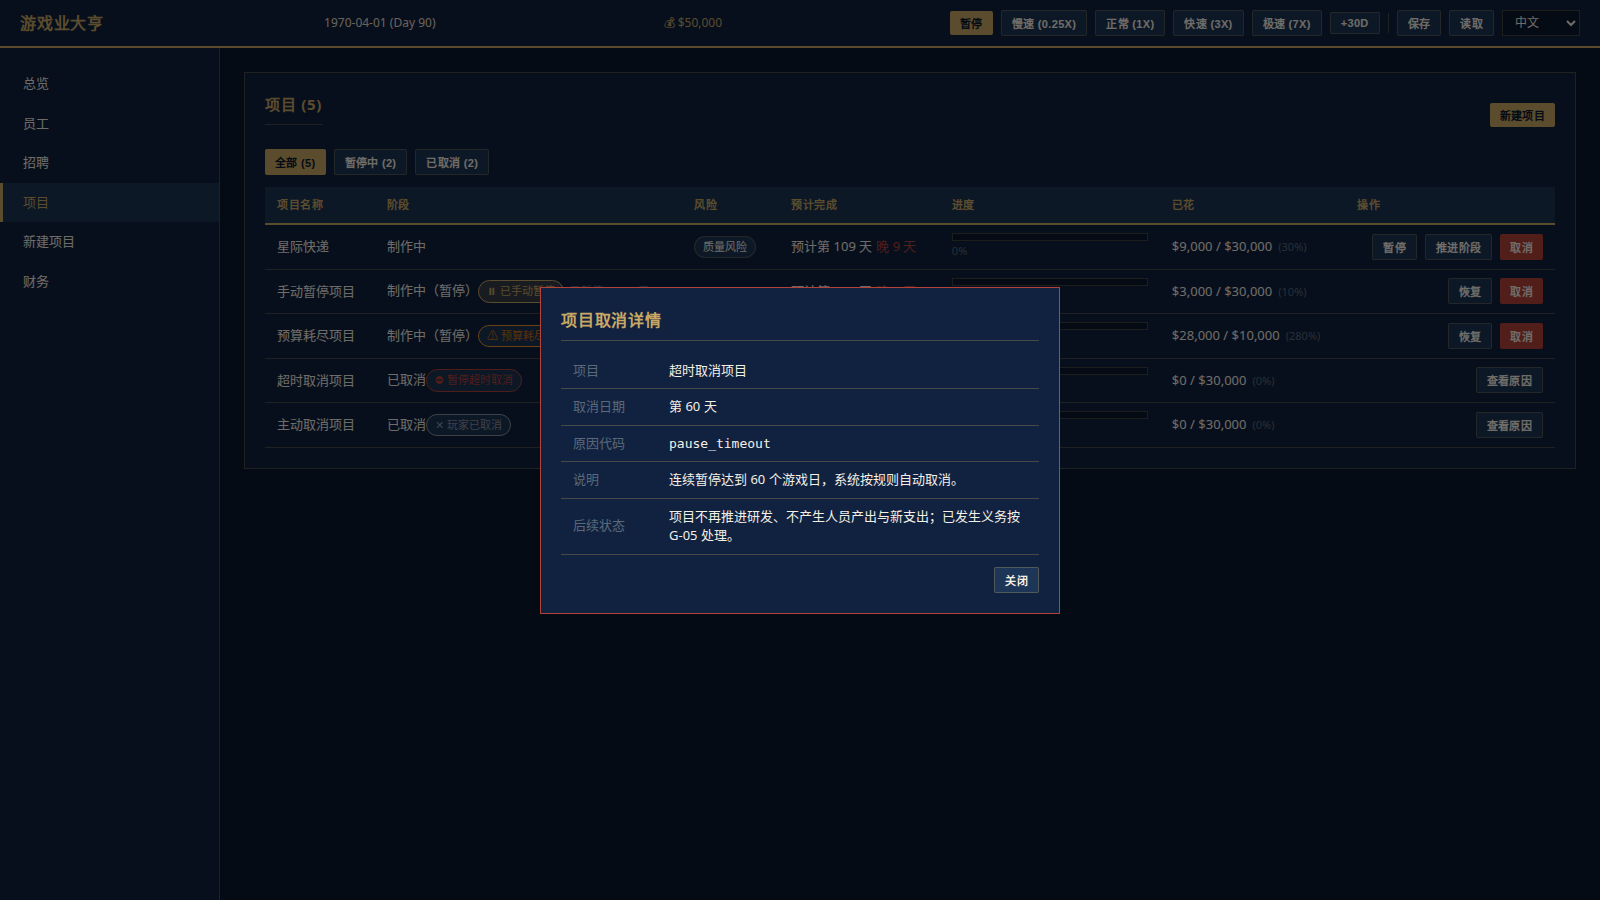 游戏业大亨
1970-04-01 (Day 90)
💰 $50,000
暂停
慢速 (0.25X)
正常 (1X)
快速 (3X)
极速 (7X)
+30D
保存
读取
中文
总览
员工
招聘
项目
新建项目
财务
项目 (5)
新建项目
全部 (5)
暂停中 (2)
已取消 (2)
项目名称 阶段 风险 预计完成 进度 已花 操作
星际快递 制作中 质量风险 预计第 109 天 晚 9 天 0% $9,000 / $30,000 (30%) 暂停 推进阶段 取消
手动暂停项目 制作中（暂停） ⏸ 已手动暂 $3,000 / $30,000 (10%) 恢复 取消
预算耗尽项目 制作中（暂停） ⚠ 预算耗尽 $28,000 / $10,000 (280%) 恢复 取消
超时取消项目 已取消 ⛔ 暂停超时取消 $0 / $30,000 (0%) 查看原因
主动取消项目 已取消 ✕ 玩家已取消 $0 / $30,000 (0%) 查看原因
项目取消详情
项目 超时取消项目
取消日期 第 60 天
原因代码 pause_timeout
说明 连续暂停达到 60 个游戏日，系统按规则自动取消。
后续状态 项目不再推进研发、不产生人员产出与新支出；已发生义务按
G-05 处理。
关闭